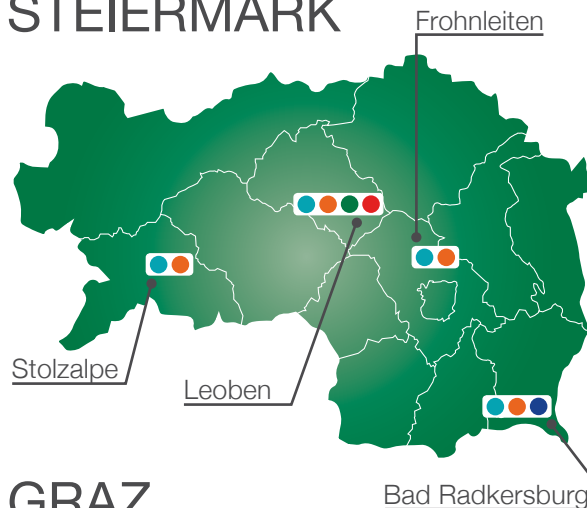 STEIERMARK
Frohnleiten
Stolzalpe
Leoben
Bad Radkersburg
GRAZ